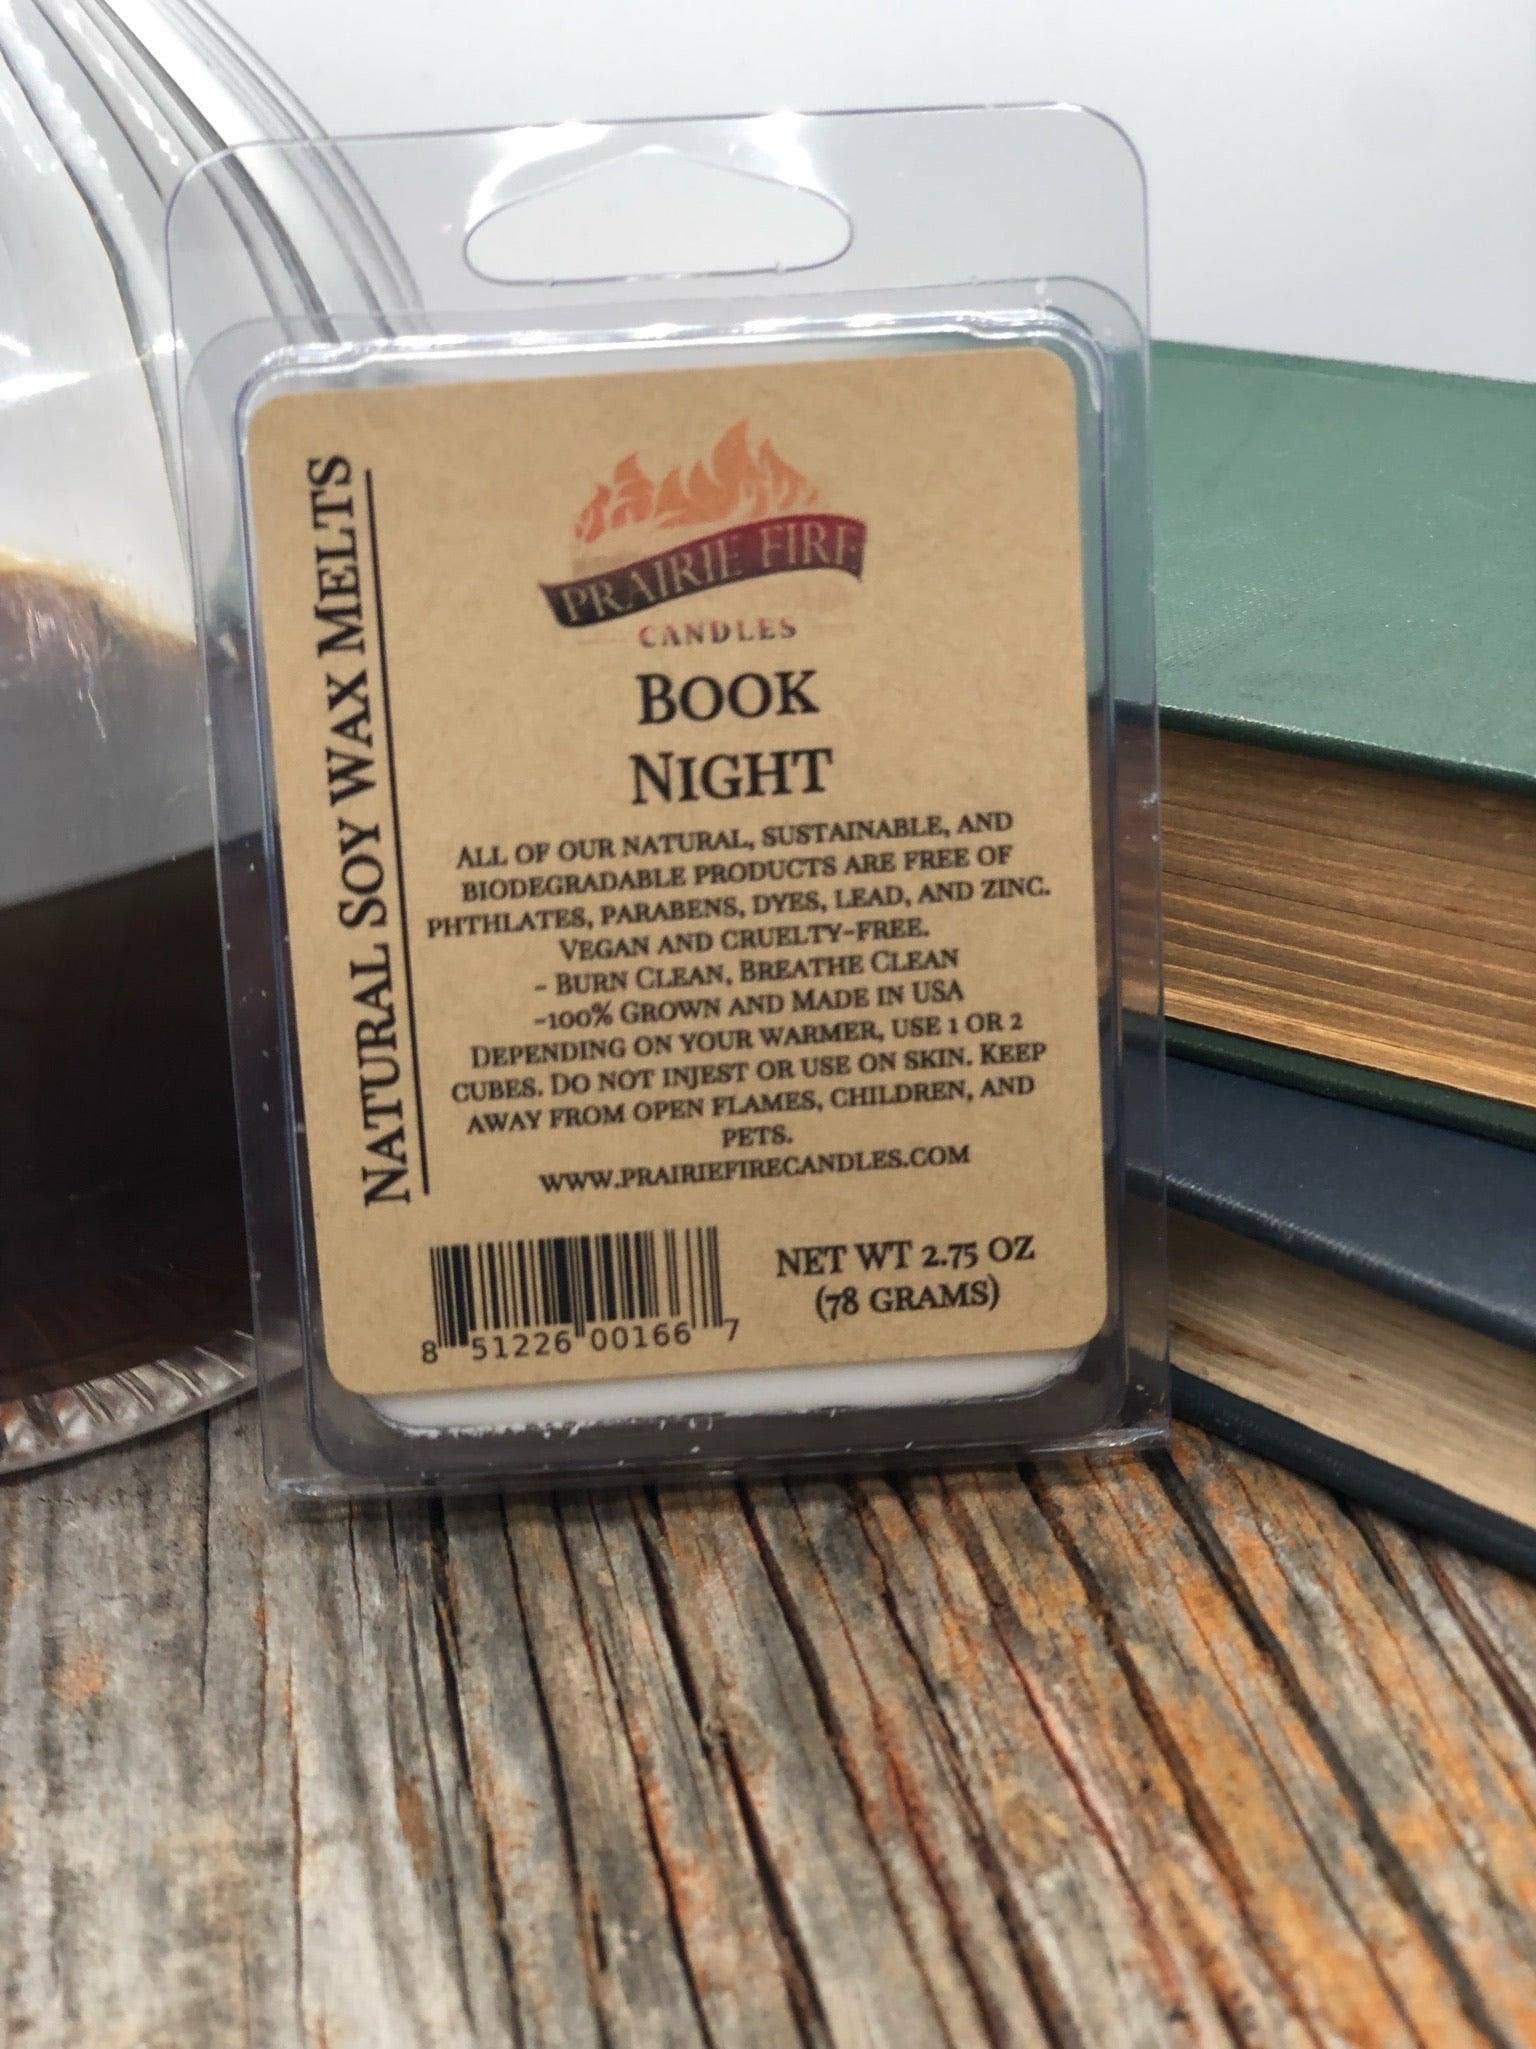 PRAIRIE FIRE
CANDLES
NATURAL SOY WAX MELTS
BOOK
NIGHT
ALL OF OUR NATURAL, SUSTAINABLE, AND
BIODEGRADABLE PRODUCTS ARE FREE OF
PHTHLATES, PARABENS, DYES, LEAD, AND ZINC.
VEGAN AND CRUELTY-FREE.
- BURN CLEAN, BREATHE CLEAN
-100% GROWN AND MADE IN USA
DEPENDING ON YOUR WARMER, USE 1 OR 2
CUBES. DO NOT INJEST OR USE ON SKIN. KEEP
AWAY FROM OPEN FLAMES, CHILDREN, AND
PETS.
WWW.PRAIRIEFIRECANDLES.COM
NET WT 2.75 OZ
(78 GRAMS)
8 51226 00166 7